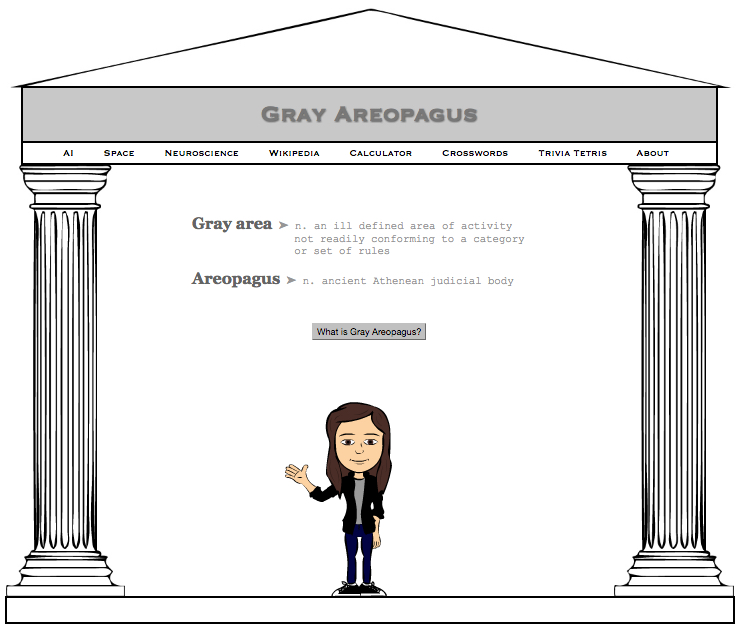 Gray Areopagus
AI Space Neuroscience Wikipedia Calculator Crosswords Trivia Tetris About
Gray area ➤ n. an ill defined area of activity
not readily conforming to a category
or set of rules
Areopagus ➤ n. ancient Athenean judicial body
What is Gray Areopagus?